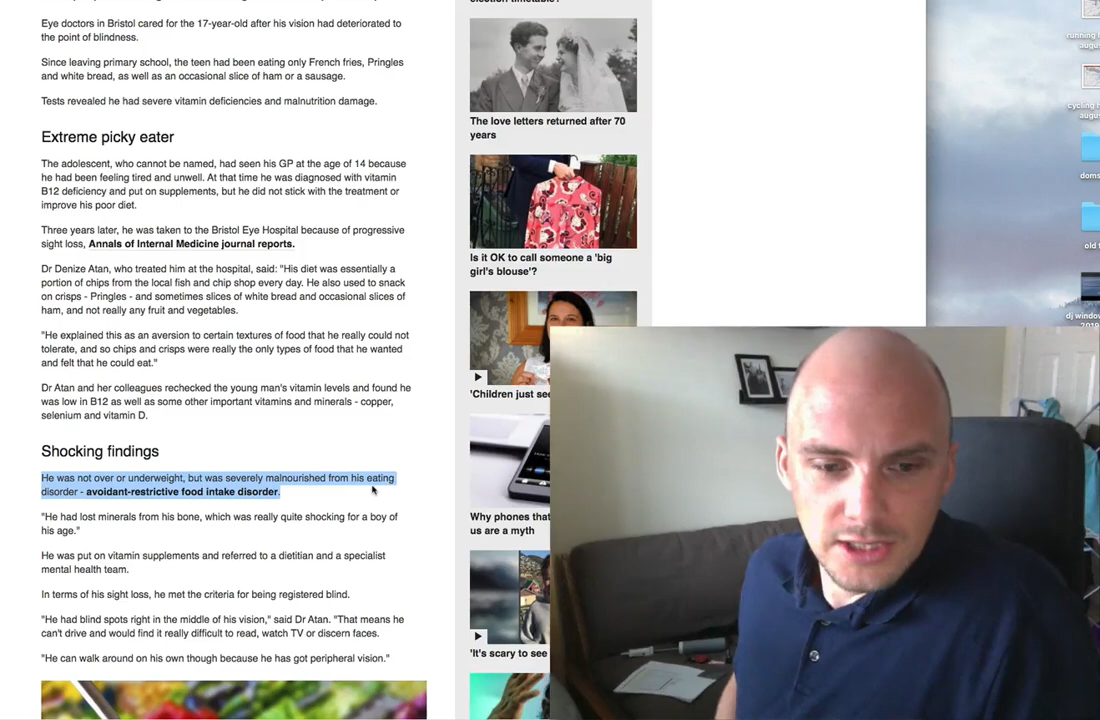 Eye doctors in Bristol cared for the 17-year-old after his vision had deteriorated to
the point of blindness.
Since leaving primary school, the teen had been eating only French fries, Pringles
and white bread, as well as an occasional slice of ham or a sausage.
Tests revealed he had severe vitamin deficiencies and malnutrition damage.
Extreme picky eater
The adolescent, who cannot be named, had seen his GP at the age of 14 because
he had been feeling tired and unwell. At that time he was diagnosed with vitamin
B12 deficiency and put on supplements, but he did not stick with the treatment or
improve his poor diet.
Three years later, he was taken to the Bristol Eye Hospital because of progressive
sight loss, Annals of Internal Medicine journal reports.
Dr Denize Atan, who treated him at the hospital, said: "His diet was essentially a
portion of chips from the local fish and chip shop every day. He also used to snack
on crisps - Pringles - and sometimes slices of white bread and occasional slices of
ham, and not really any fruit and vegetables.
"He explained this as an aversion to certain textures of food that he really could not
tolerate, and so chips and crisps were really the only types of food that he wanted
and felt that he could eat."
Dr Atan and her colleagues rechecked the young man's vitamin levels and found he
was low in B12 as well as some other important vitamins and minerals - copper,
selenium and vitamin D.
Shocking findings
He was not over or underweight, but was severely malnourished from his eating
disorder - avoidant-restrictive food intake disorder.
"He had lost minerals from his bone, which was really quite shocking for a boy of
his age."
He was put on vitamin supplements and referred to a dietitian and a specialist
mental health team.
In terms of his sight loss, he met the criteria for being registered blind.
"He had blind spots right in the middle of his vision," said Dr Atan. "That means he
can't drive and would find it really difficult to read, watch TV or discern faces.
"He can walk around on his own though because he has got peripheral vision."
election timetable?
The love letters returned after 70
years
Is it OK to call someone a 'big
girl's blouse'?
'Children just see
Why phones that
us are a myth
'It's scary to see
running
augus
cycling
augus
doms
old
dj window
2019